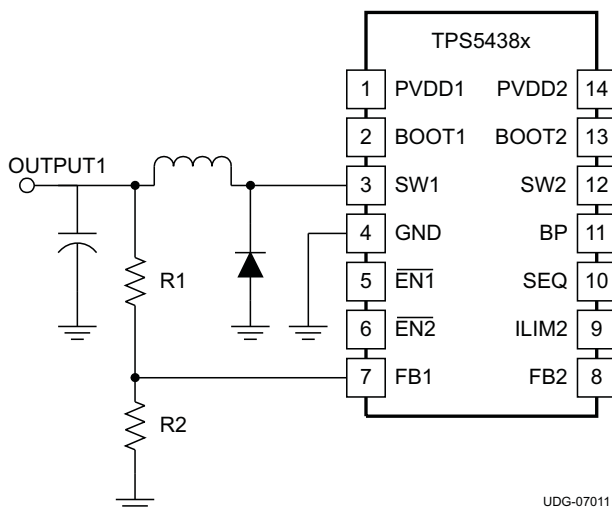 TPS5438x
1 PVDD1 PVDD2 14
2 BOOT1 BOOT2 13
OUTPUT1
3 SW1 SW2 12
4 GND BP 11
R1
5 EN1 SEQ 10
6 EN2 ILIM2 9
7 FB1 FB2 8
R2
UDG-07011